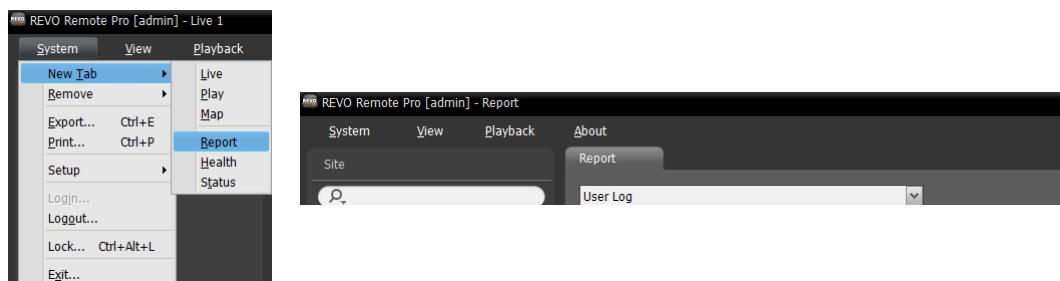 REVO REVO Remote Pro [admin] - Live 1
System View Playback
New Tab
Remove
Export... Ctrl+E
Print... Ctrl+P
Setup
Login...
Logout...
Lock... Ctrl+Alt+L
Exit...
Live
Play
Map
Report
Health
Status
REVO REVO Remote Pro [admin] - Report
System View Playback About
Site
Report
User Log